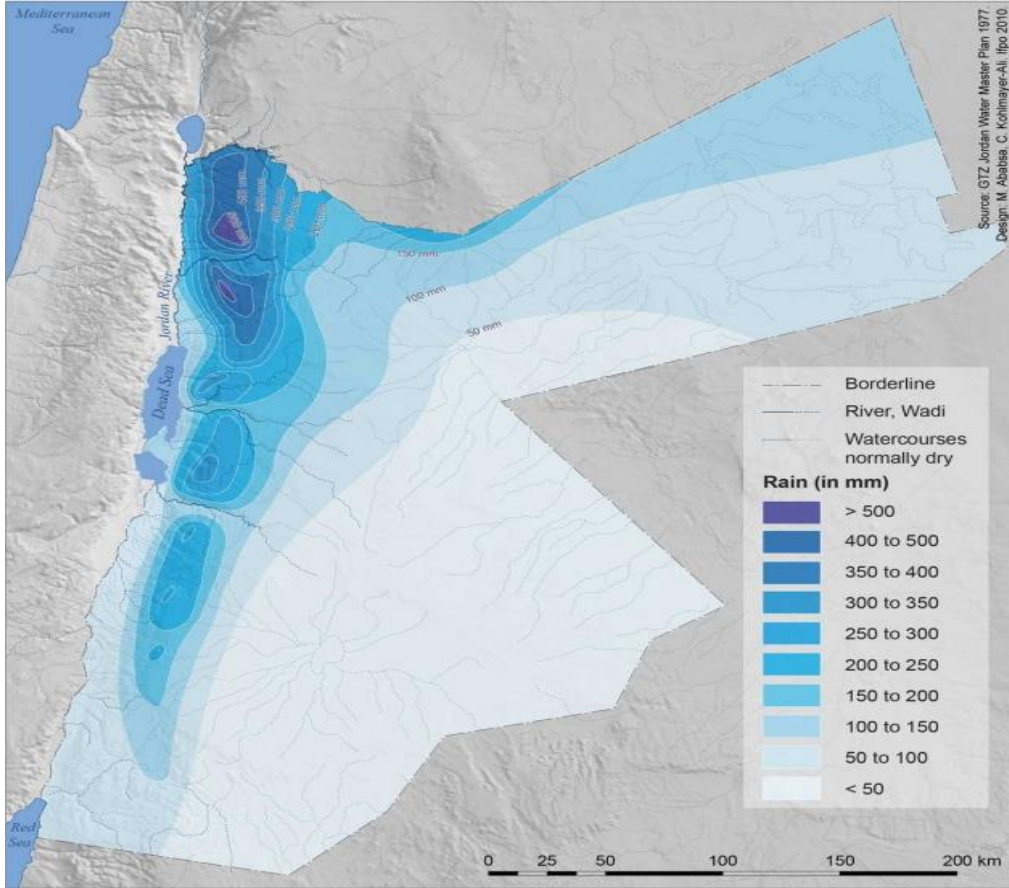 Mediterranean
Sea
Source: GTZ Jordan Water Master Plan 1977.
Design: M. Ababsa, C. Kohlmayer-Ali. Ifpo 2010.
150 mm
100 mm
50 mm
Jordan River
Dead Sea
Red
Sea
Borderline
River, Wadi
Watercourses
normally dry
Rain (in mm)
> 500
400 to 500
350 to 400
300 to 350
250 to 300
200 to 250
150 to 200
100 to 150
50 to 100
< 50
0 25 50 100 150 200 km